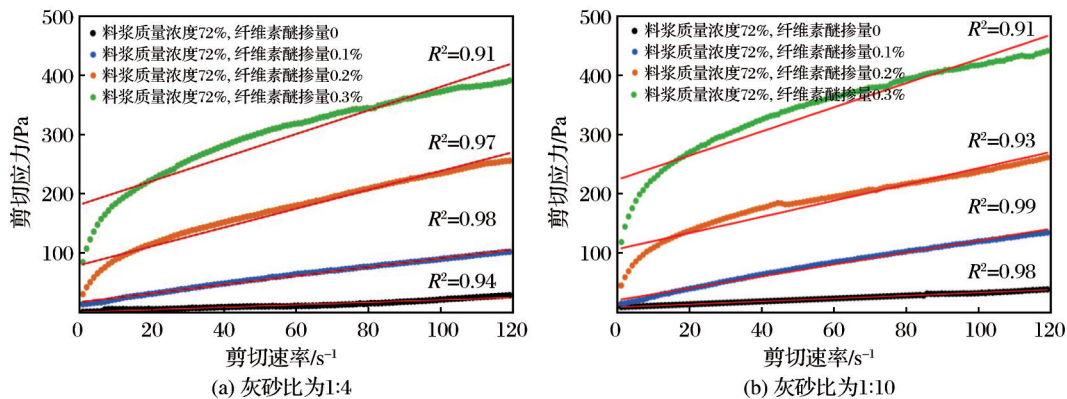 500
400
300
200
100
剪切应力/Pa
料浆质量浓度72%, 纤维素醚掺量0
料浆质量浓度72%, 纤维素醚掺量0.1%
料浆质量浓度72%, 纤维素醚掺量0.2%
料浆质量浓度72%, 纤维素醚掺量0.3%
R²=0.91
R²=0.97
R²=0.98
R²=0.94
20 40 60 80 100 120
剪切速率/s⁻¹
(a) 灰砂比为1∶4
500
400
300
200
100
剪切应力/Pa
料浆质量浓度72%, 纤维素醚掺量0
料浆质量浓度72%, 纤维素醚掺量0.1%
料浆质量浓度72%, 纤维素醚掺量0.2%
料浆质量浓度72%, 纤维素醚掺量0.3%
R²=0.91
R²=0.93
R²=0.99
R²=0.98
0 20 40 60 80 100 120
剪切速率/s⁻¹
(b) 灰砂比为1∶10